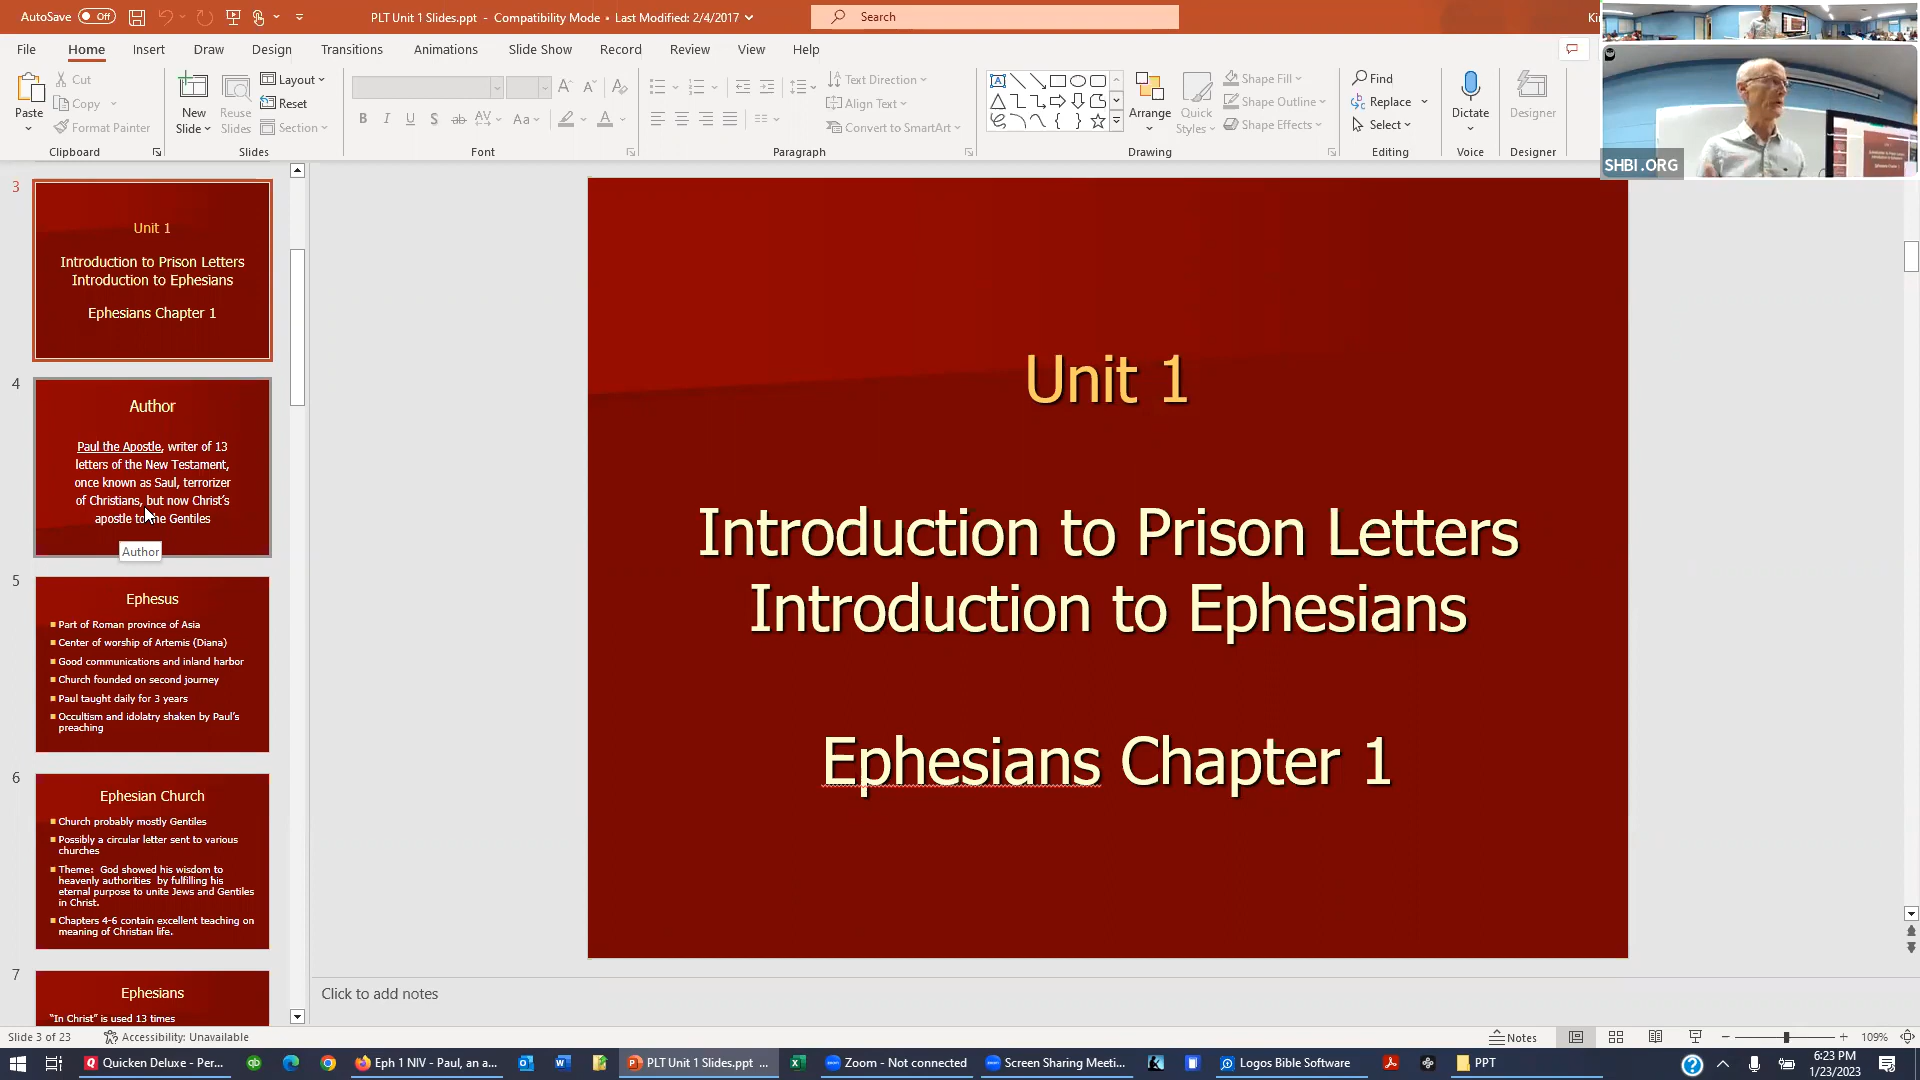 AutoSave Off PLT Unit 1 Slides.ppt - Compatibility Mode • Last Modified: 2/4/2017 Search
File Home Insert Draw Design Transitions Animations Slide Show Record Review View Help
Paste Cut Copy Format Painter
Clipboard
New Slide Reuse Slides Layout Reset Section
Slides
B I U S ab AV Aa A
Font
Text Direction
Align Text
Convert to SmartArt
Paragraph
Arrange Quick Styles Shape Fill Shape Outline Shape Effects
Drawing
Find
Replace
Select
Editing
Dictate
Voice
Designer
Designer
SHBI.ORG
3
Unit 1
Introduction to Prison Letters
Introduction to Ephesians
Ephesians Chapter 1
4
Author
Paul the Apostle, writer of 13
letters of the New Testament,
once known as Saul, terrorizer
of Christians, but now Christ's
apostle to the Gentiles
Author
5
Ephesus
Part of Roman province of Asia
Center of worship of Artemis (Diana)
Good communications and inland harbor
Church founded on second journey
Paul taught daily for 3 years
Occultism and idolatry shaken by Paul's
preaching
6
Ephesian Church
Church probably mostly Gentiles
Possibly a circular letter sent to various
churches
Theme: God showed his wisdom to
heavenly authorities by fulfilling his
eternal purpose to unite Jews and Gentiles
in Christ.
Chapters 4-6 contain excellent teaching on
meaning of Christian life.
7
Ephesians
"In Christ" is used 13 times
Unit 1
Introduction to Prison Letters
Introduction to Ephesians
Ephesians Chapter 1
Click to add notes
Slide 3 of 23 Accessibility: Unavailable Notes 109%
Quicken Deluxe - Per... Eph 1 NIV - Paul, an a... PLT Unit 1 Slides.ppt ... Zoom - Not connected Screen Sharing Meeti... Logos Bible Software PPT
6:23 PM
1/23/2023